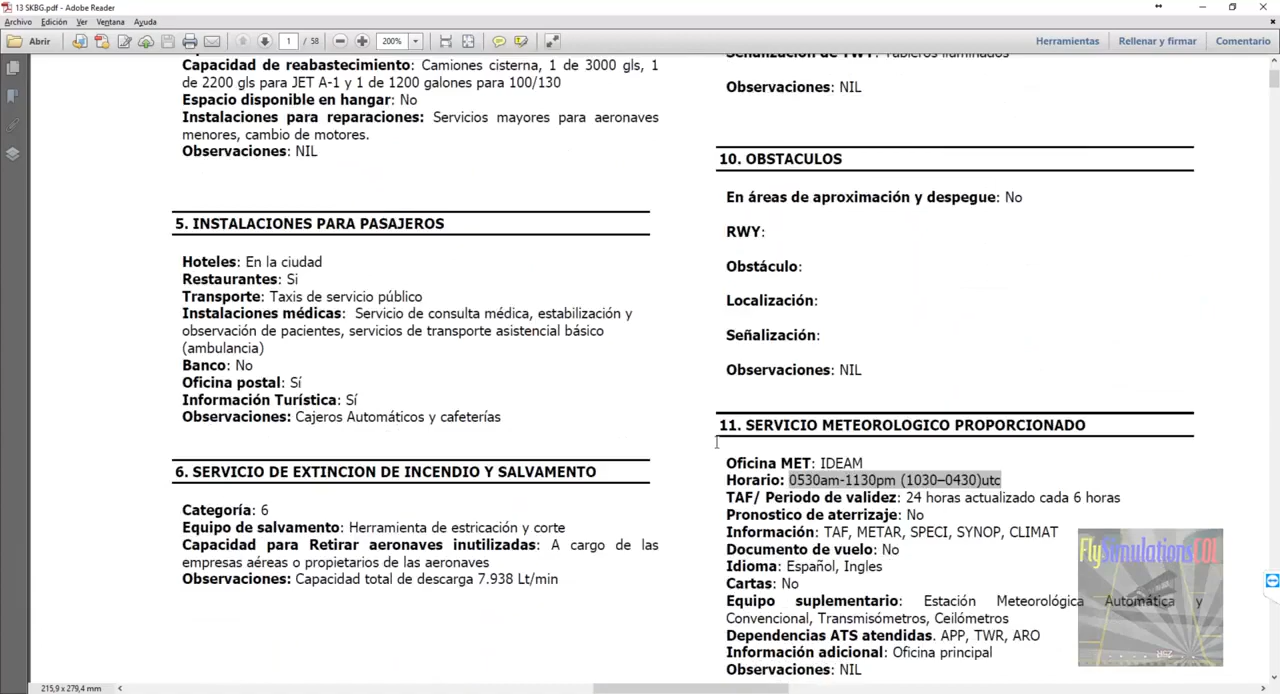 13 SKBG.pdf - Adobe Reader
Archivo Edición Ver Ventana Ayuda
Abrir
1 / 58
200%
Herramientas
Rellenar y firmar
Comentario
Capacidad de reabastecimiento: Camiones cisterna, 1 de 3000 gls, 1
de 2200 gls para JET A-1 y 1 de 1200 galones para 100/130
Espacio disponible en hangar: No
Instalaciones para reparaciones: Servicios mayores para aeronaves
menores, cambio de motores.
Observaciones: NIL
5. INSTALACIONES PARA PASAJEROS
Hoteles: En la ciudad
Restaurantes: Si
Transporte: Taxis de servicio público
Instalaciones médicas: Servicio de consulta médica, estabilización y
observación de pacientes, servicios de transporte asistencial básico
(ambulancia)
Banco: No
Oficina postal: Sí
Información Turística: Sí
Observaciones: Cajeros Automáticos y cafeterías
6. SERVICIO DE EXTINCION DE INCENDIO Y SALVAMENTO
Categoría: 6
Equipo de salvamento: Herramienta de estricación y corte
Capacidad para Retirar aeronaves inutilizadas: A cargo de las
empresas aéreas o propietarios de las aeronaves
Observaciones: Capacidad total de descarga 7.938 Lt/min
Señalización de TWY: Tableros iluminados
Observaciones: NIL
10. OBSTACULOS
En áreas de aproximación y despegue: No
RWY:
Obstáculo:
Localización:
Señalización:
Observaciones: NIL
11. SERVICIO METEOROLOGICO PROPORCIONADO
Oficina MET: IDEAM
Horario: 0530am-1130pm (1030–0430)utc
TAF/ Periodo de validez: 24 horas actualizado cada 6 horas
Pronostico de aterrizaje: No
Información: TAF, METAR, SPECI, SYNOP, CLIMAT
Documento de vuelo: No
Idioma: Español, Ingles
Cartas: No
Equipo suplementario: Estación Meteorológica Automática y
Convencional, Transmisómetros, Ceilómetros
Dependencias ATS atendidas. APP, TWR, ARO
Información adicional: Oficina principal
Observaciones: NIL
FlySimulationsCOL
215,9 x 279,4 mm